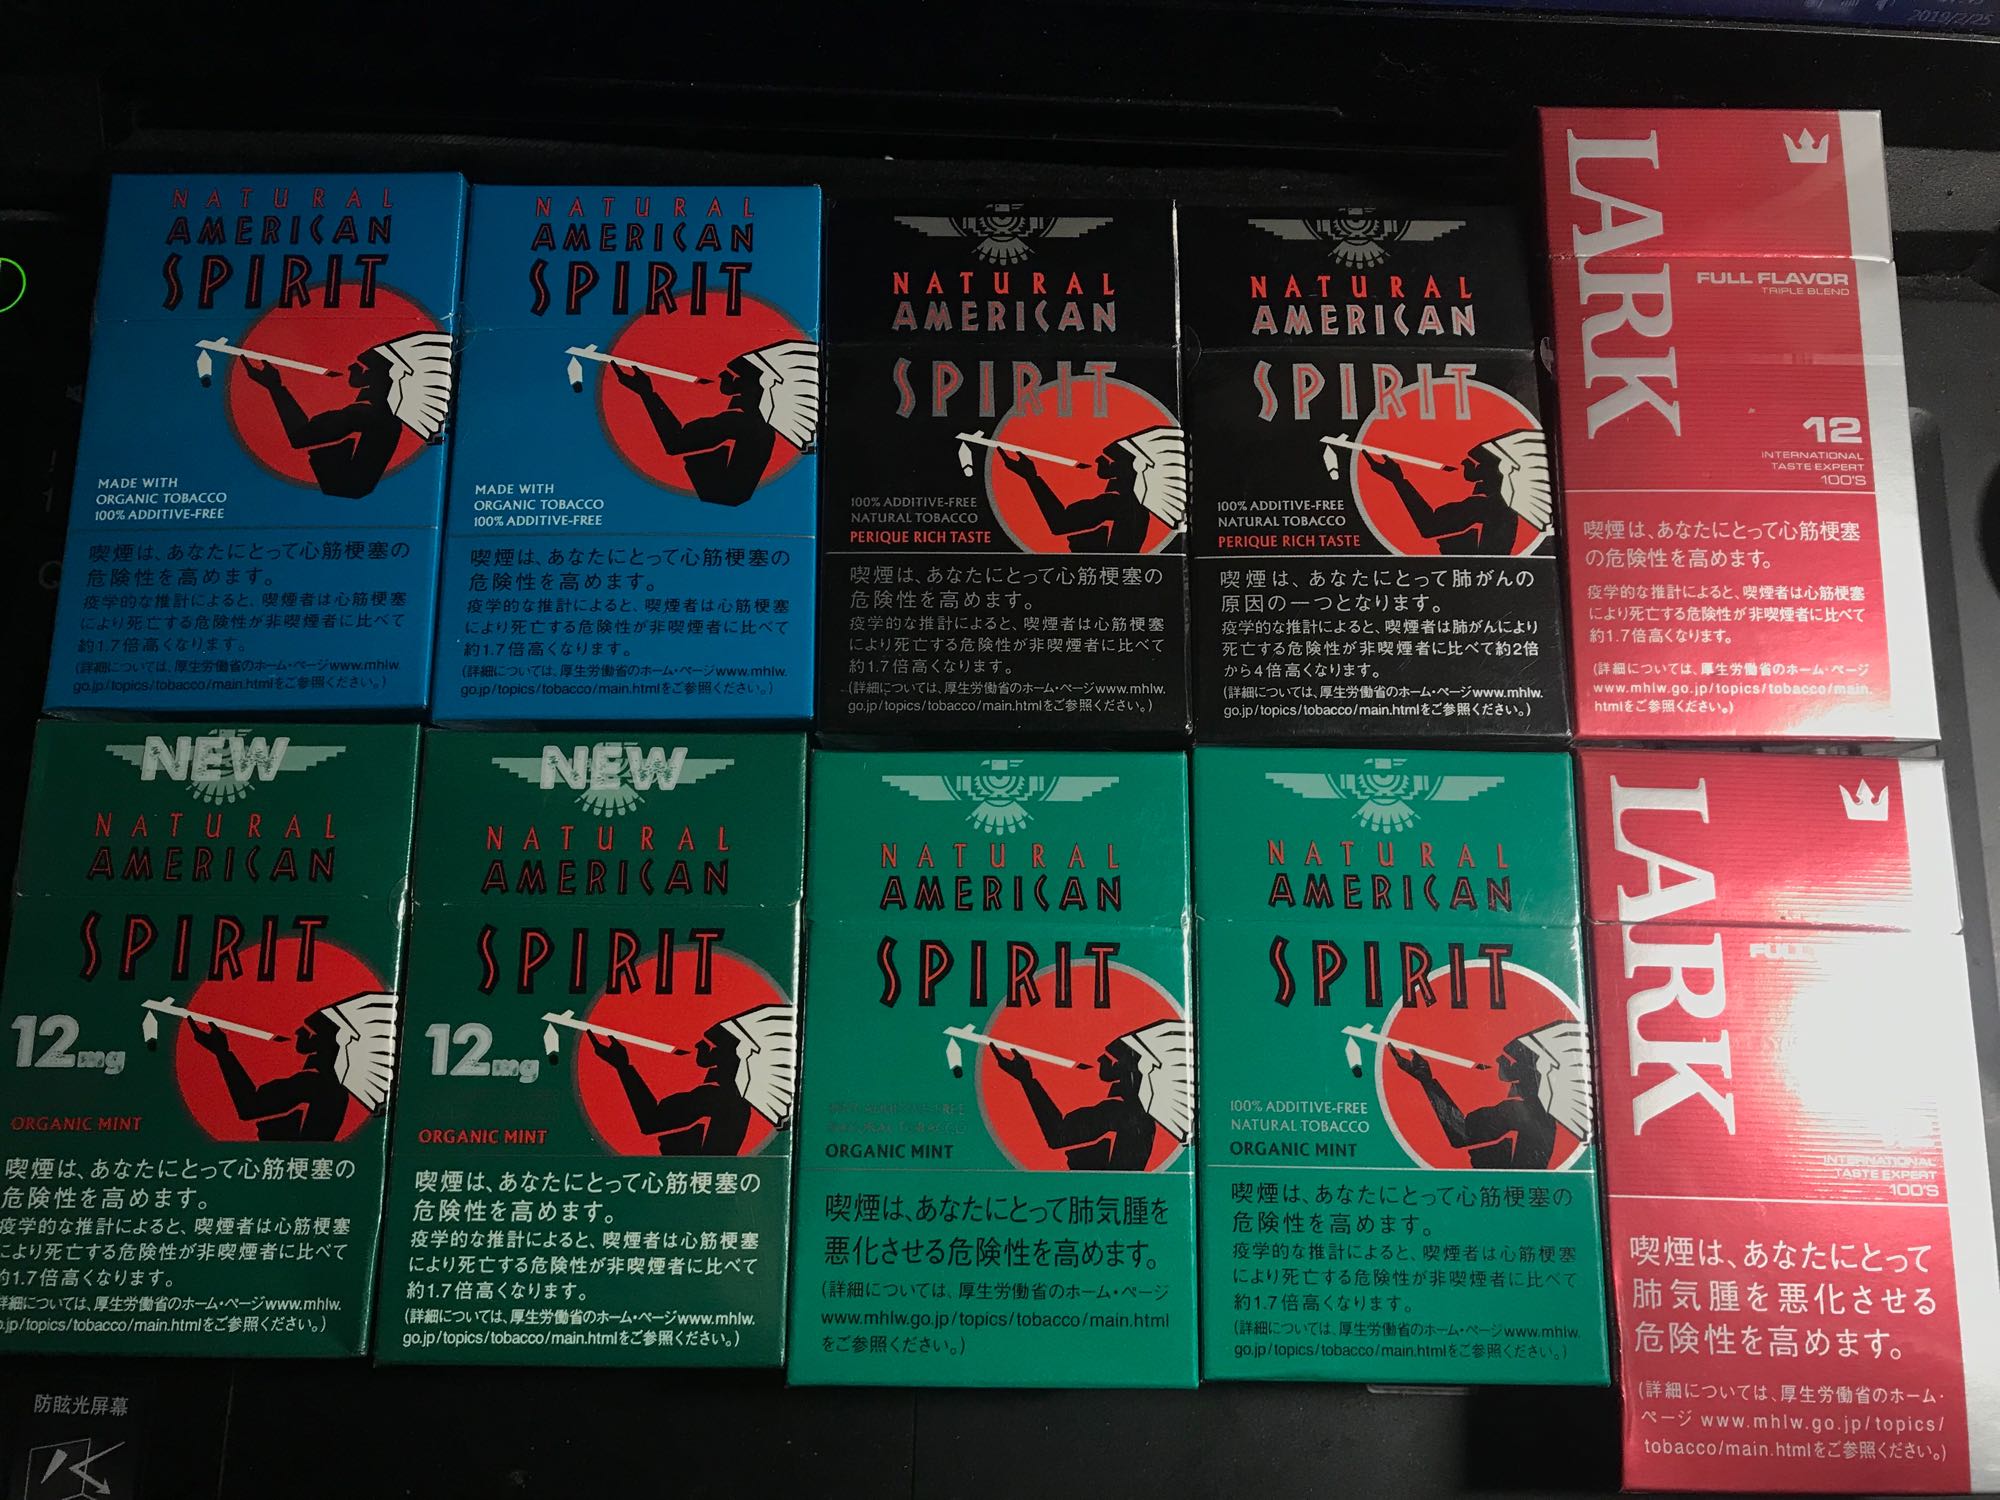 2019/2/25
NATURAL
AMERICAN
SPIRIT
MADE WITH
ORGANIC TOBACCO
100% ADDITIVE-FREE
喫煙は、あなたにとって心筋梗塞の
危険性を高めます。
疫学的な推計によると、喫煙者は心筋梗塞
により死亡する危険性が非喫煙者に比べて
約1.7倍高くなります。
(詳細については、厚生労働省のホーム・ページwww.mhlw.
go.jp/topics/tobacco/main.htmlをご参照ください。)
NATURAL
AMERICAN
SPIRIT
MADE WITH
ORGANIC TOBACCO
100% ADDITIVE-FREE
喫煙は、あなたにとって心筋梗塞の
危険性を高めます。
疫学的な推計によると、喫煙者は心筋梗塞
により死亡する危険性が非喫煙者に比べて
約1.7倍高くなります。
(詳細については、厚生労働省のホーム・ページwww.mhlw.
go.jp/topics/tobacco/main.htmlをご参照ください。)
NATURAL
AMERICAN
SPIRIT
100% ADDITIVE-FREE
NATURAL TOBACCO
PERIQUE RICH TASTE
喫煙は、あなたにとって心筋梗塞の
危険性を高めます。
疫学的な推計によると、喫煙者は心筋梗塞
により死亡する危険性が非喫煙者に比べて
約1.7倍高くなります。
(詳細については、厚生労働省のホーム・ページwww.mhlw.
go.jp/topics/tobacco/main.htmlをご参照ください。)
NATURAL
AMERICAN
SPIRIT
100% ADDITIVE-FREE
NATURAL TOBACCO
PERIQUE RICH TASTE
喫煙は、あなたにとって肺がんの
原因の一つとなります。
疫学的な推計によると、喫煙者は肺がんにより
死亡する危険性が非喫煙者に比べて約2倍
から4倍高くなります。
(詳細については、厚生労働省のホーム・ページwww.mhlw.
go.jp/topics/tobacco/main.htmlをご参照ください。)
LARK
FULL FLAVOR
TRIPLE BLEND
12
INTERNATIONAL
TASTE EXPERT
100'S
喫煙は、あなたにとって心筋梗塞
の危険性を高めます。
疫学的な推計によると、喫煙者は心筋梗塞
により死亡する危険性が非喫煙者に比べて
約1.7倍高くなります。
(詳細については、厚生労働省のホーム・ページ
www.mhlw.go.jp/topics/tobacco/main.
htmlをご参照ください。)
NEW
NATURAL
AMERICAN
SPIRIT
12mg
ORGANIC MINT
喫煙は、あなたにとって心筋梗塞の
危険性を高めます。
疫学的な推計によると、喫煙者は心筋梗塞
により死亡する危険性が非喫煙者に比べて
約1.7倍高くなります。
詳細については、厚生労働省のホーム・ページwww.mhlw.
.jp/topics/tobacco/main.htmlをご参照ください。)
NEW
NATURAL
AMERICAN
SPIRIT
12mg
ORGANIC MINT
喫煙は、あなたにとって心筋梗塞の
危険性を高めます。
疫学的な推計によると、喫煙者は心筋梗塞
により死亡する危険性が非喫煙者に比べて
約1.7倍高くなります。
(詳細については、厚生労働省のホーム・ページwww.mhlw.
go.jp/topics/tobacco/main.htmlをご参照ください。)
NATURAL
AMERICAN
SPIRIT
100% ADDITIVE-FREE
NATURAL TOBACCO
ORGANIC MINT
喫煙は、あなたにとって肺気腫を
悪化させる危険性を高めます。
(詳細については、厚生労働省のホーム・ページ
www.mhlw.go.jp/topics/tobacco/main.html
をご参照ください。)
NATURAL
AMERICAN
SPIRIT
100% ADDITIVE-FREE
NATURAL TOBACCO
ORGANIC MINT
喫煙は、あなたにとって心筋梗塞の
危険性を高めます。
疫学的な推計によると、喫煙者は心筋梗塞
により死亡する危険性が非喫煙者に比べて
約1.7倍高くなります。
(詳細については、厚生労働省のホーム・ページwww.mhlw.
go.jp/topics/tobacco/main.htmlをご参照ください。)
LARK
FULL
INTERNATIONAL
TASTE EXPERT
100'S
喫煙は、あなたにとって
肺気腫を悪化させる
危険性を高めます。
(詳細については、厚生労働省のホーム・
ページ www.mhlw.go.jp/topics/
tobacco/main.htmlをご参照ください。)
防眩光屏幕